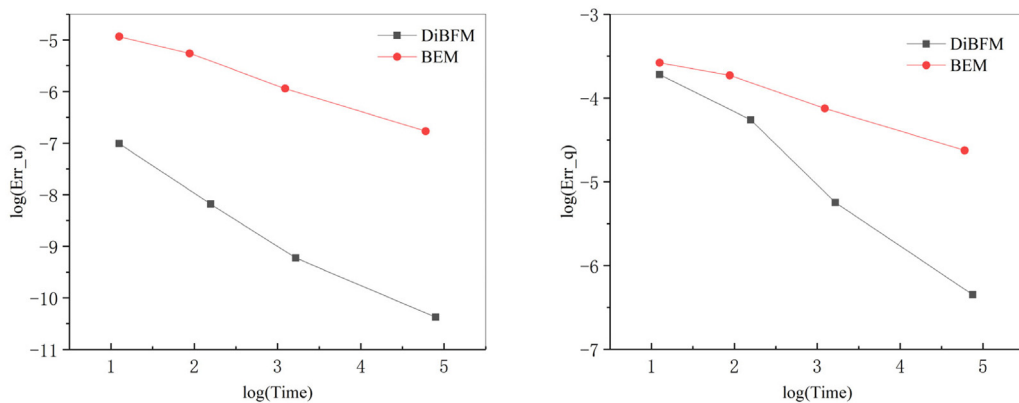 DiBFM
BEM
log(Err_u)
-5
-6
-7
-8
-9
-10
-11
1 2 3 4 5
log(Time)
DiBFM
BEM
log(Err_q)
-3
-4
-5
-6
-7
1 2 3 4 5
log(Time)